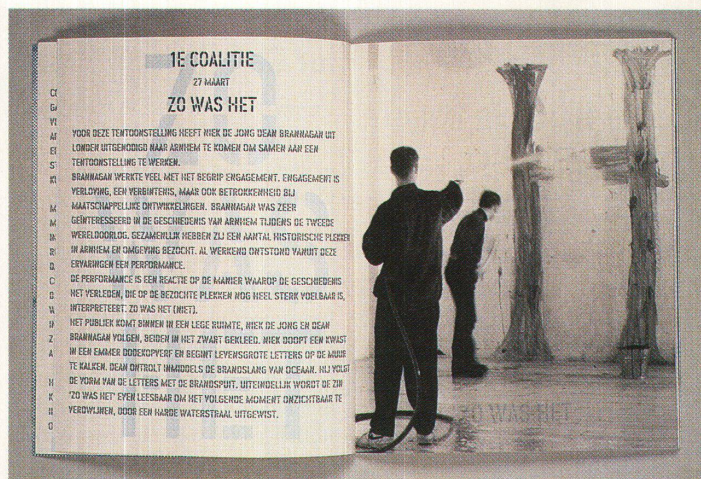 1E COALITIE
27 MAART
ZO WAS HET
VOOR DEZE TENTOONSTELLING HEEFT NIEK DE JONG DEAN BRANNAGAN UIT
LONDEN UITGENODIGD NAAR ARNHEM TE KOMEN OM SAMEN AAN EEN
TENTOONSTELLING TE WERKEN.
BRANNAGAN WERKTE VEEL MET HET BEGRIP ENGAGEMENT. ENGAGEMENT IS
VERLOVING, EEN VERBINTENIS, MAAR OOK BETROKKENHEID BIJ
MAATSCHAPPELIJKE ONTWIKKELINGEN. BRANNAGAN WAS ZEER
GEÏNTERESSEERD IN DE GESCHIEDENIS VAN ARNHEM TIJDENS DE TWEEDE
WERELDOORLOG. GEZAMENLIJK HEBBEN ZIJ EEN AANTAL HISTORISCHE PLEKKEN
IN ARNHEM EN OMGEVING BEZOCHT. AL WERKEND ONTSTOND VANUIT DEZE
ERVARINGEN EEN PERFORMANCE.
DE PERFORMANCE IS EEN REACTIE OP DE MANIER WAAROP DE GESCHIEDENIS
HET VERLEDEN, DIE OP DE BEZOCHTE PLEKKEN NOG HEEL STERK VOELBAAR IS,
INTERPRETEERT. ZO WAS HET (NIET).
HET PUBLIEK KOMT BINNEN IN EEN LEGE RUIMTE, NIEK DE JONG EN DEAN
BRANNAGAN VOLGEN, BEIDEN IN HET ZWART GEKLEED. NIEK DOOPT EEN KWAST
IN EEN EMMER DODEKOPVERF EN BEGINT LEVENSGROTE LETTERS OP DE MUUR
TE KALKEN. DEAN ONTROLT INMIDDELS DE BRANDSLANG VAN OCEAAN. HIJ VOLGT
DE VORM VAN DE LETTERS MET DE BRANDSPUIT. UITEINDELIJK WORDT DE ZIN
'ZO WAS HET' EVEN LEESBAAR OM HET VOLGENDE MOMENT ONZICHTBAAR TE
VERDWIJNEN, DOOR EEN HARDE WATERSTRAAL UITGEWIST.
ZO WAS HET